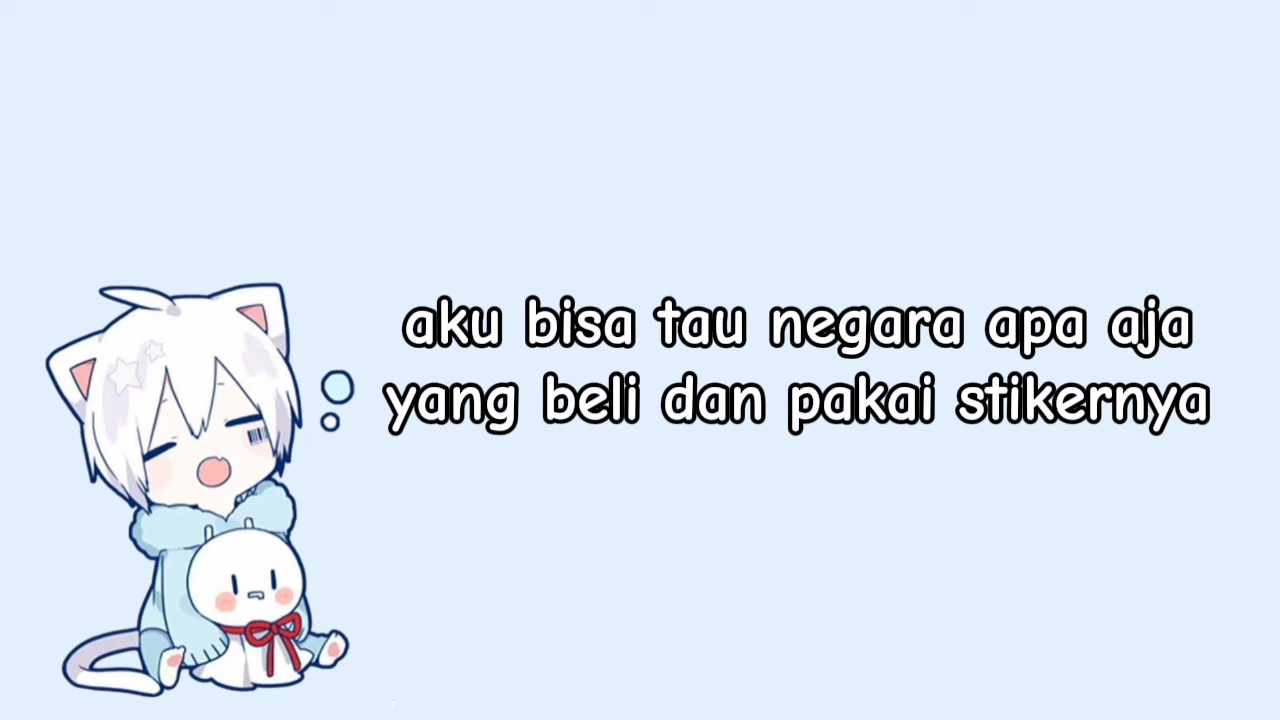 aku bisa tau negara apa aja
yang beli dan pakai stikernya